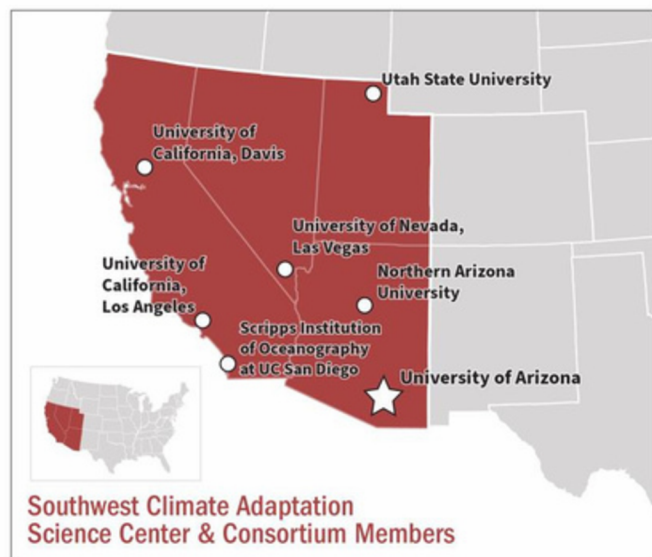 Utah State University
University of
California, Davis
University of Nevada,
Las Vegas
University of
California,
Los Angeles
Northern Arizona
University
Scripps Institution
of Oceanography
at UC San Diego
University of Arizona
Southwest Climate Adaptation
Science Center & Consortium Members